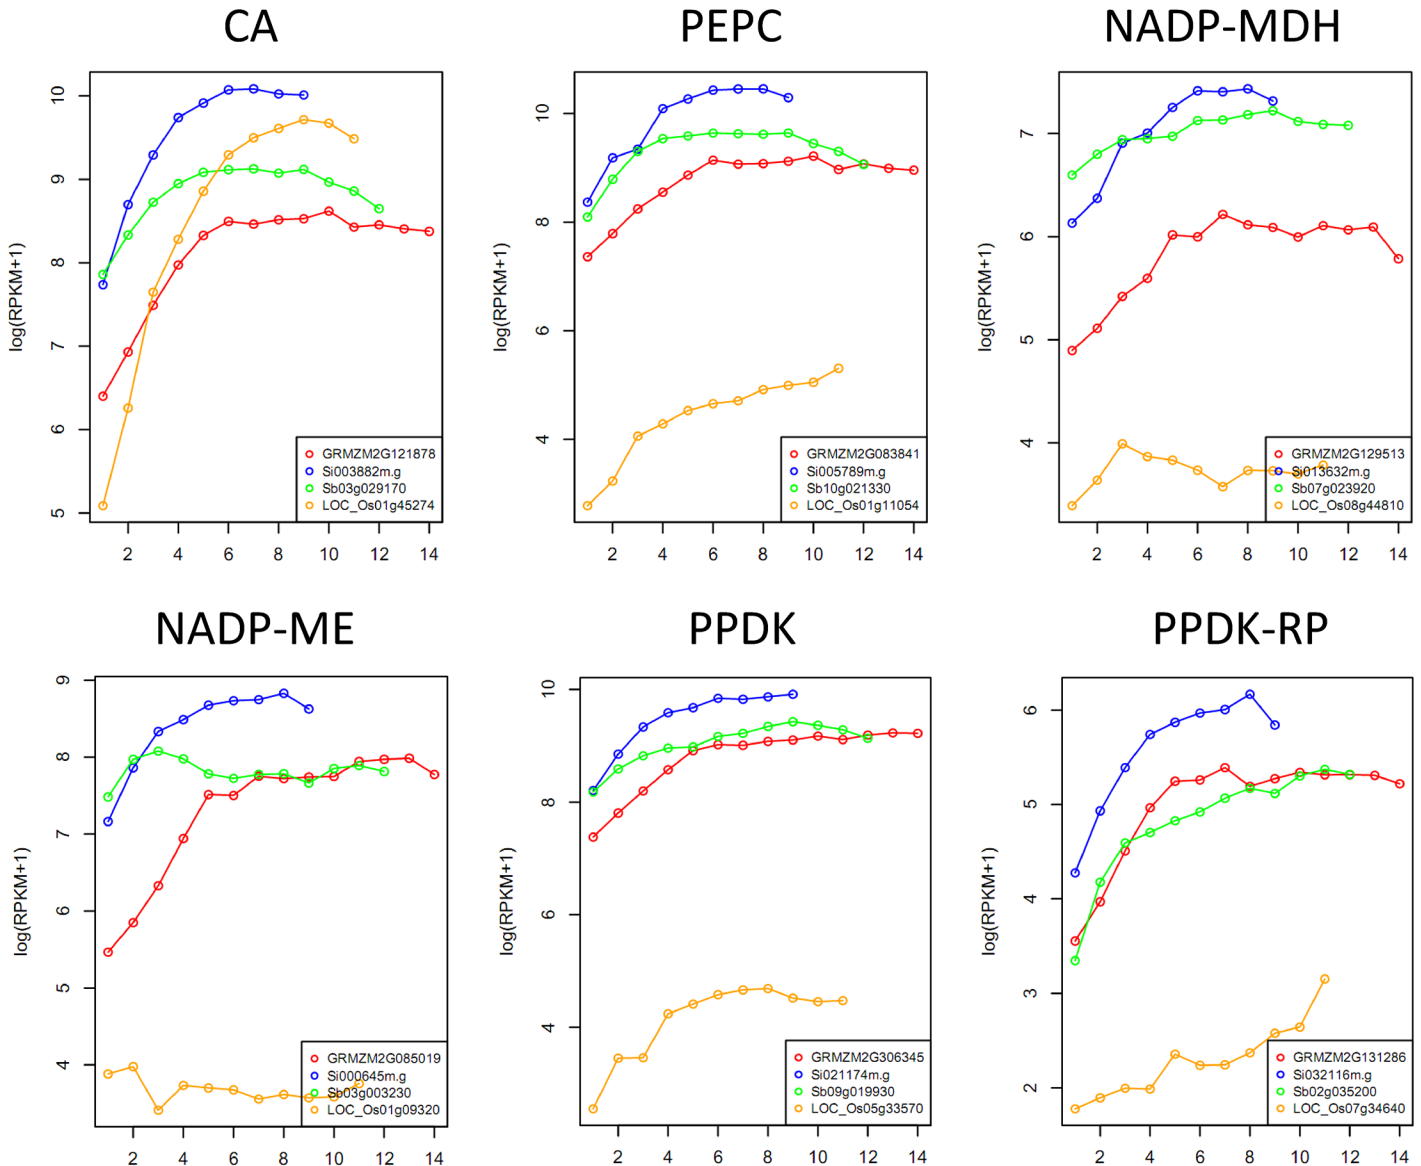 CA
PEPC
NADP-MDH
log(RPKM+1)
10
9
8
7
6
5
GRMZM2G121878
Si003882m.g
Sb03g029170
LOC_Os01g45274
2 4 6 8 10 12 14
log(RPKM+1)
10
8
6
4
GRMZM2G083841
Si005789m.g
Sb10g021330
LOC_Os01g11054
2 4 6 8 10 12 14
log(RPKM+1)
7
6
5
4
GRMZM2G129513
Si013632m.g
Sb07g023920
LOC_Os08g44810
2 4 6 8 10 12 14
NADP-ME
PPDK
PPDK-RP
log(RPKM+1)
9
8
7
6
5
4
GRMZM2G085019
Si000645m.g
Sb03g003230
LOC_Os01g09320
2 4 6 8 10 12 14
log(RPKM+1)
10
8
6
4
GRMZM2G306345
Si021174m.g
Sb09g019930
LOC_Os05g33570
2 4 6 8 10 12 14
log(RPKM+1)
6
5
4
3
2
GRMZM2G131286
Si032116m.g
Sb02g035200
LOC_Os07g34640
2 4 6 8 10 12 14